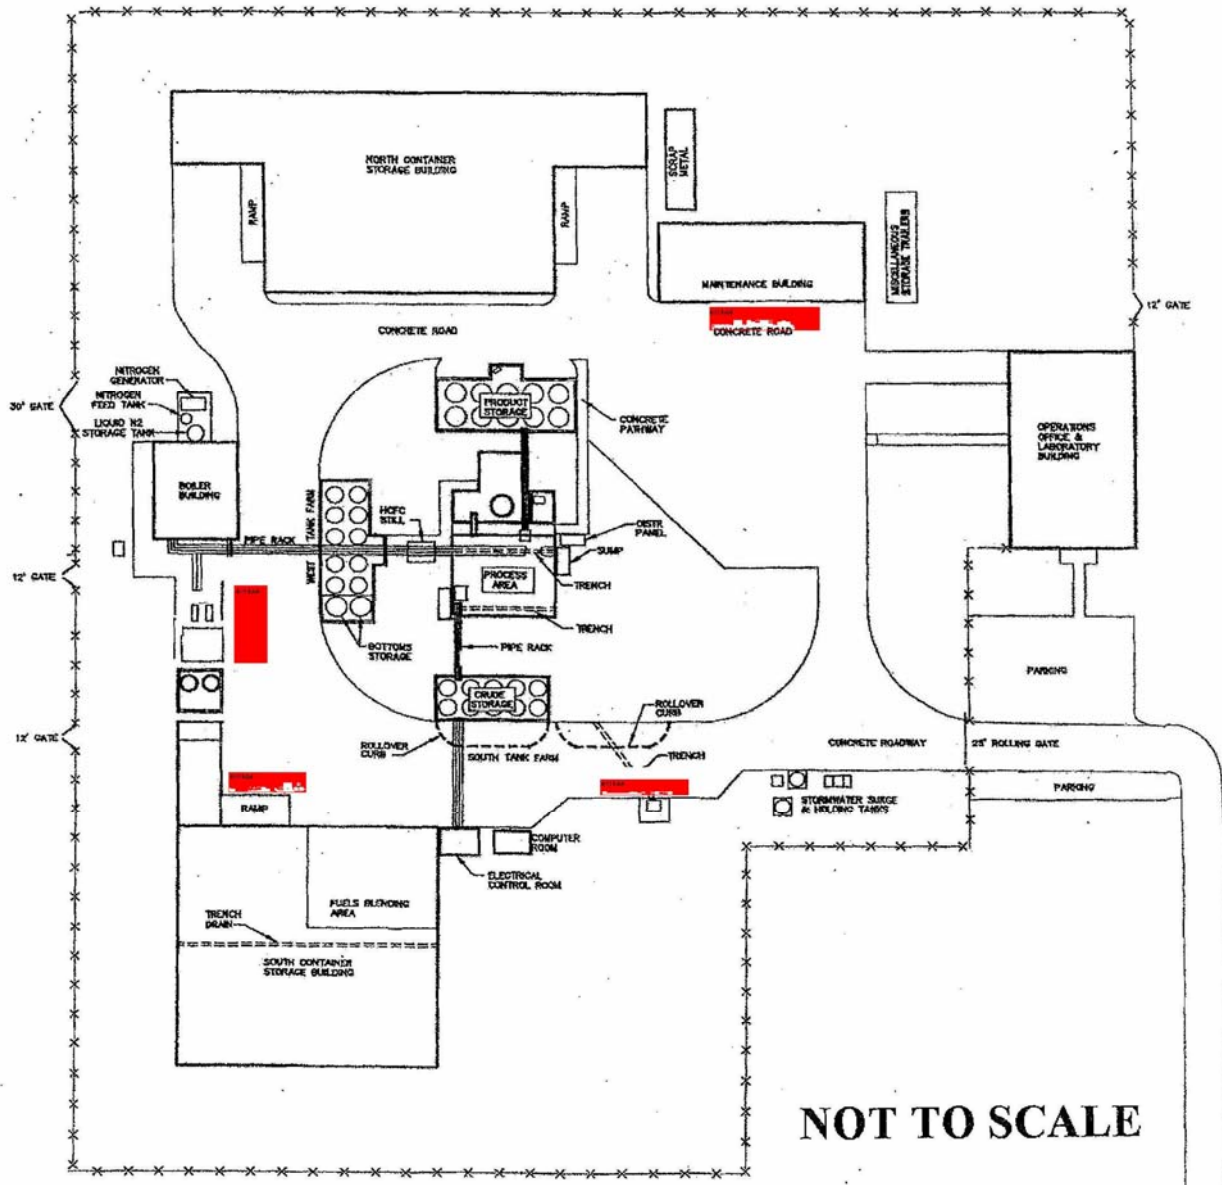 NORTH CONTAINER
STORAGE BUILDING
SCRAP
METAL
RAMP
RAMP
MISCELLANEOUS
STORAGE TRAILERS
MAINTENANCE BUILDING
12' GATE
CONCRETE ROAD
CONCRETE ROAD
NITROGEN
GENERATOR
NITROGEN
FEED TANK
LIQUID N2
STORAGE TANK
30' GATE
PRODUCT
STORAGE
CONCRETE
PARKWAY
OPERATIONS
OFFICE &
LABORATORY
BUILDING
BOILER
BUILDING
WEST TANK FARM
HCFC
STILL
DISTR.
PANEL
PIPE RACK
SUMP
PROCESS
AREA
TRENCH
12' GATE
TRENCH
BOTTOMS
STORAGE
PIPE RACK
PARKING
CRUDE
STORAGE
ROLLOVER
CURB
12' GATE
ROLLOVER
CURB
SOUTH TANK FARM
TRENCH
CONCRETE ROADWAY
25' ROLLING GATE
PARKING
STORMWATER SURGE
& HOLDING TANKS
RAMP
COMPUTER
ROOM
ELECTRICAL
CONTROL ROOM
FUELS BLENDING
AREA
TRENCH
DRAIN
SOUTH CONTAINER
STORAGE BUILDING
NOT TO SCALE